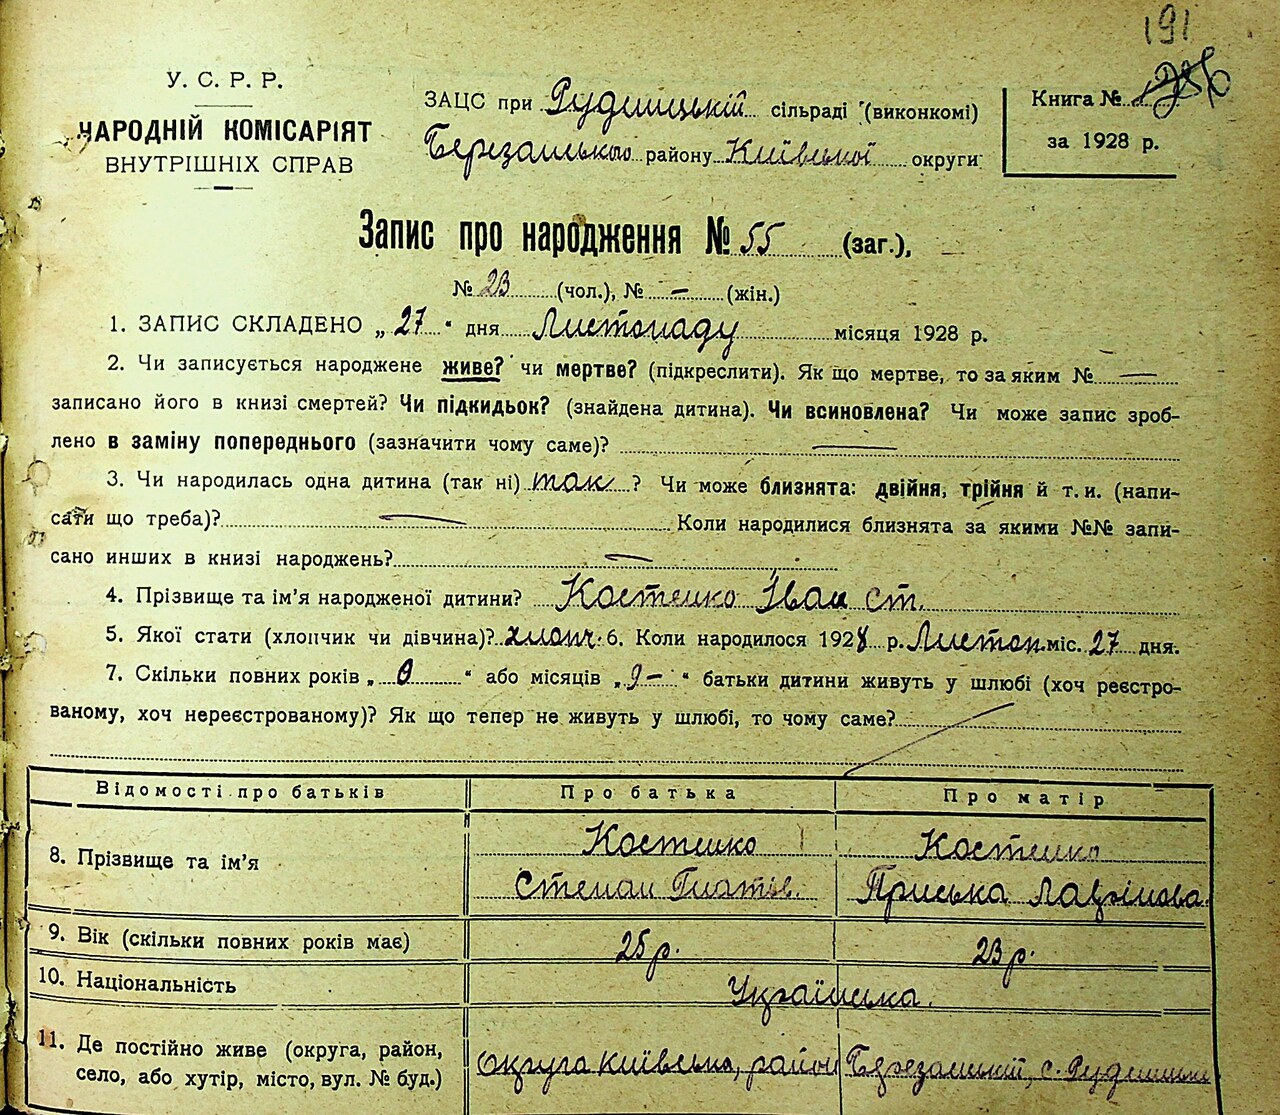 191
У. С. Р. Р.
НАРОДНІЙ КОМІСАРІЯТ
ВНУТРІШНІХ СПРАВ
ЗАЦС при Рудницькій сільраді (виконкомі)
Березанського району Київської округи
Книга №
за 1928 р.
Запис про народження № 55 (заг.),
№ 23 (чол.), № — (жін.)
1. ЗАПИС СКЛАДЕНО „ 27 " дня Листопаду місяця 1928 р.
2. Чи записується народжене живе? чи мертве? (підкреслити). Як що мертве, то за яким № —
записано його в книзі смертей? Чи підкидьок? (знайдена дитина). Чи всиновлена? Чи може запис зроб-
лено в заміну попереднього (зазначити чому саме)? —
3. Чи народилась одна дитина (так ні) так ? Чи може близнята: двійня, трійня й т. и. (напи-
сати що треба)? — Коли народилися близнята за якими №№ запи-
сано инших в книзі народжень? —
4. Прізвище та ім'я народженої дитини? Костенко Іван Ст.
5. Якої стати (хлопчик чи дівчина)? хлопч. 6. Коли народилось 1928 р. Листоп. міс. 27 дня.
7. Скільки повних років „ 0 " або місяців „ 9 — " батьки дитини живуть у шлюбі (хоч реєстро-
ваному, хоч нереєстрованому)? Як що тепер не живуть у шлюбі, то чому саме?
Відомості про батьків Про батька Про матір
8. Прізвище та ім'я Костенко Костенко
Степан Гнатів. Приська
9. Вік (скільки повних років має) 25 р. 23 р.
10. Національність Українська.
11. Де постійно живе (округа, район, село, або хутір, місто, вул. № буд.) округа Київська, район Березанський, с. Рудницьке